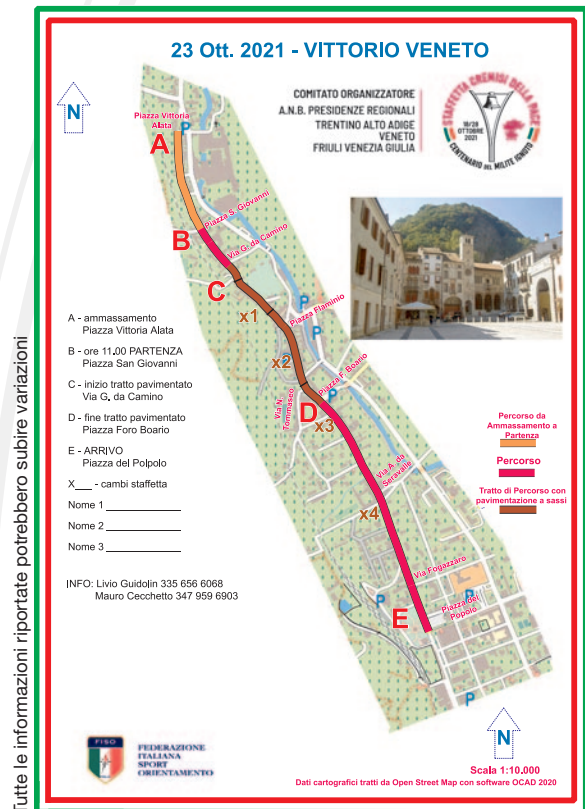 23 Ott. 2021 - VITTORIO VENETO
N
COMITATO ORGANIZZATORE
A.N.B. PRESIDENZE REGIONALI
TRENTINO ALTO ADIGE
VENETO
FRIULI VENEZIA GIULIA
STAFFETTA CREMISI DELLA PACE
18/28
OTTOBRE
2021
CENTENARIO DEL MILITE IGNOTO
Piazza Vittoria
Alata
P
A
Piazza S. Giovanni
B
Via G. da Camino
C
x1
P
Piazza Flaminio
P
x2
Piazza F. Boario
P
D
x3
Via N.
Tommaseo
Via A. da
Seravalle
x4
Via Fogazzaro
P
Piazza del
Popolo
E
P
P
A - ammassamento
Piazza Vittoria Alata
B - ore 11.00 PARTENZA
Piazza San Giovanni
C - inizio tratto pavimentato
Via G. da Camino
D - fine tratto pavimentato
Piazza Foro Boario
E - ARRIVO
Piazza del Polpolo
X___ - cambi staffetta
Nome 1 _______________
Nome 2 _______________
Nome 3 _______________
INFO: Livio Guidolin 335 656 6068
Mauro Cecchetto 347 959 6903
Percorso da
Ammassamento a
Partenza
Percorso
Tratto di Percorso con
pavimentazione a sassi
N
Scala 1:10.000
Dati cartografici tratti da Open Street Map con software OCAD 2020
FISO
FEDERAZIONE
ITALIANA
SPORT
ORIENTAMENTO
Tutte le informazioni riportate potrebbero subire variazioni